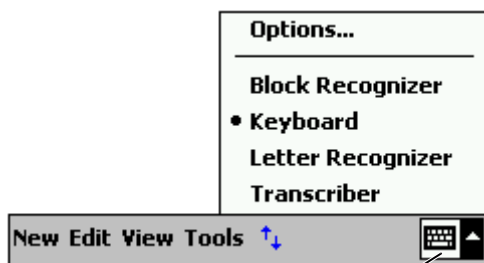 Options...
Block Recognizer
Keyboard
Letter Recognizer
Transcriber
New Edit View Tools